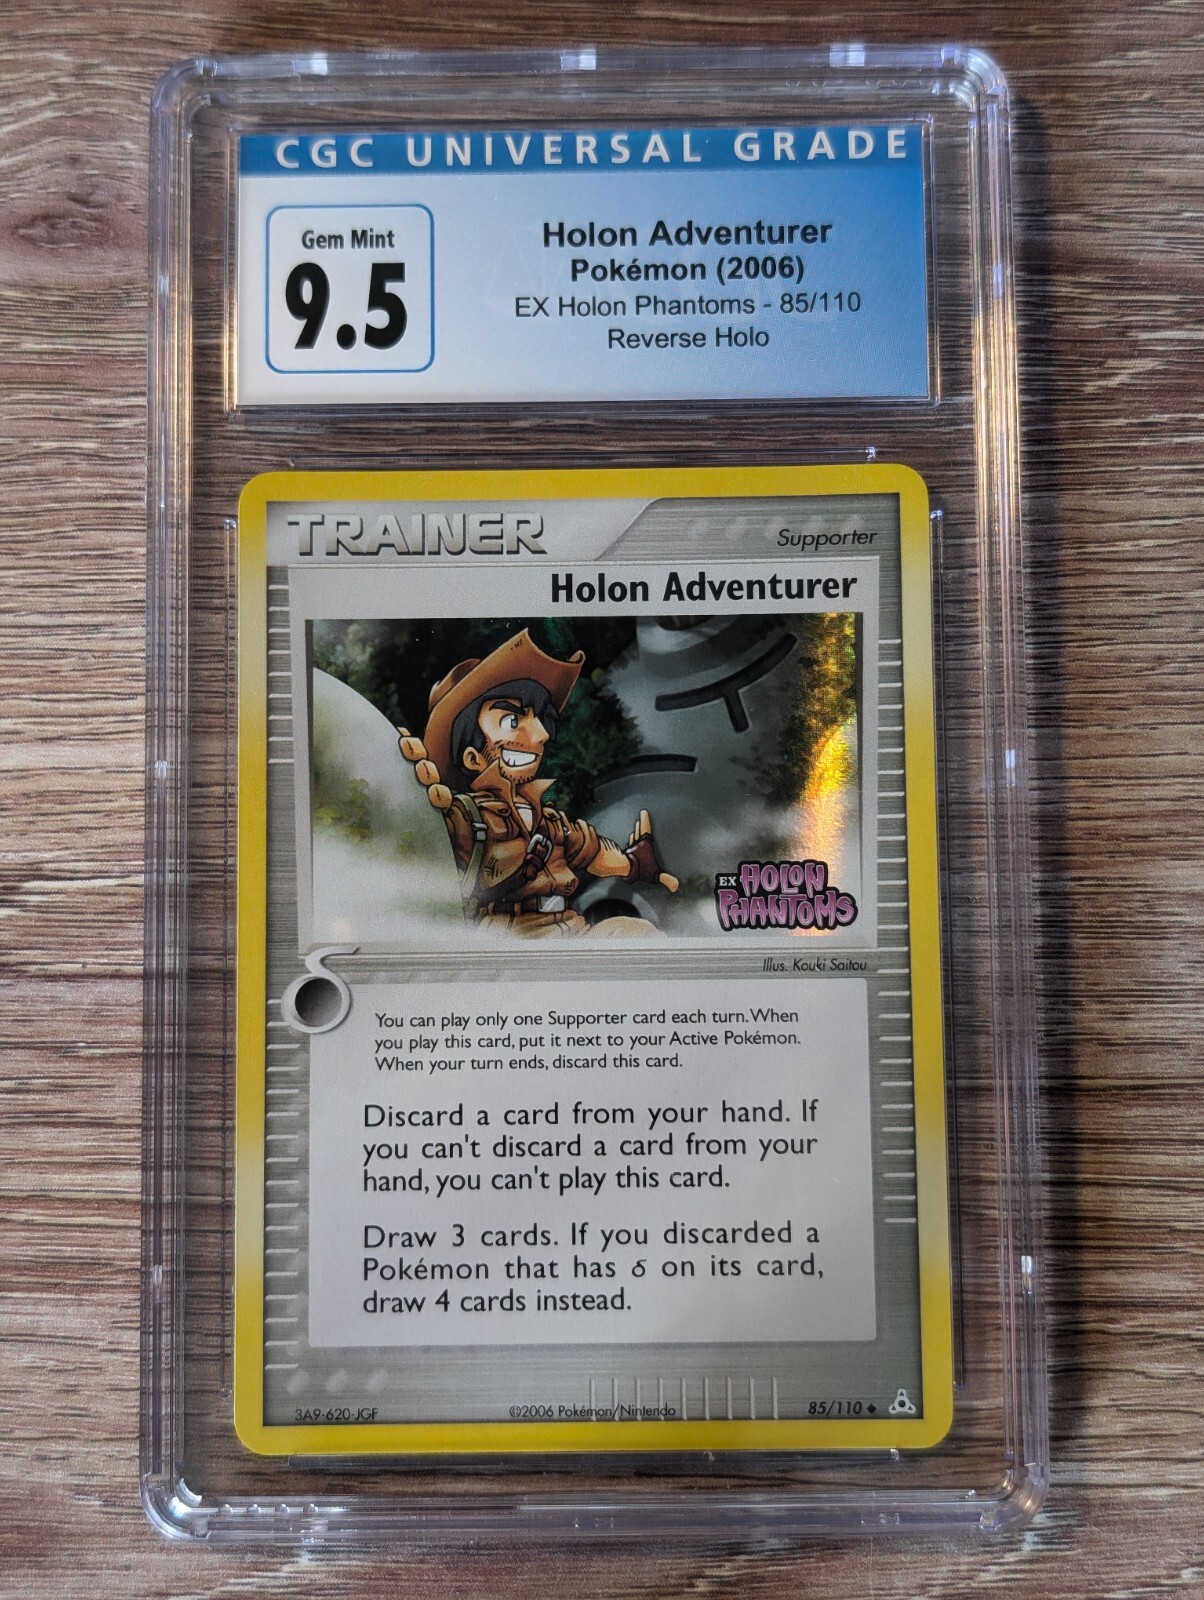 CGC UNIVERSAL GRADE
Gem Mint
9.5
Holon Adventurer
Pokémon (2006)
EX Holon Phantoms - 85/110
Reverse Holo
TRAINER
Supporter
Holon Adventurer
EX HOLON
PHANTOMS
Illus. Kouki Saitou
δ
You can play only one Supporter card each turn. When
you play this card, put it next to your Active Pokémon.
When your turn ends, discard this card.
Discard a card from your hand. If
you can't discard a card from your
hand, you can't play this card.
Draw 3 cards. If you discarded a
Pokémon that has δ on its card,
draw 4 cards instead.
3A9-620-JGF
©2006 Pokémon/Nintendo
85/110